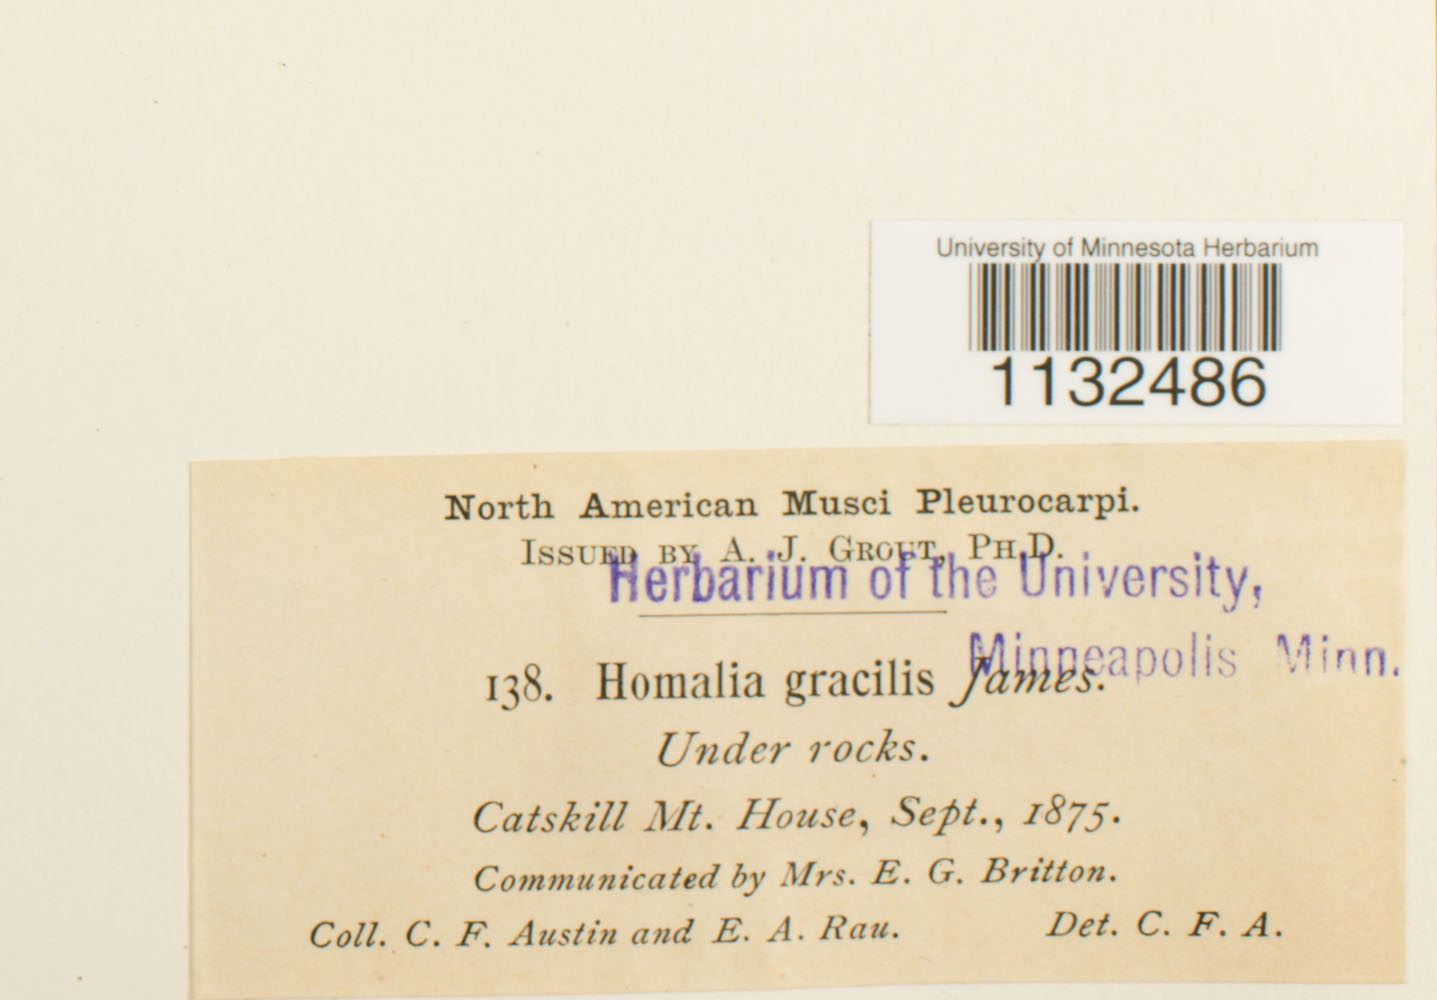 University of Minnesota Herbarium
1132486
North American Musci Pleurocarpi.
Issued by A. J. Grout, Ph.D.
Herbarium of the University,
Minneapolis Minn.
138. Homalia gracilis James.
Under rocks.
Catskill Mt. House, Sept., 1875.
Communicated by Mrs. E. G. Britton.
Coll. C. F. Austin and E. A. Rau. Det. C. F. A.